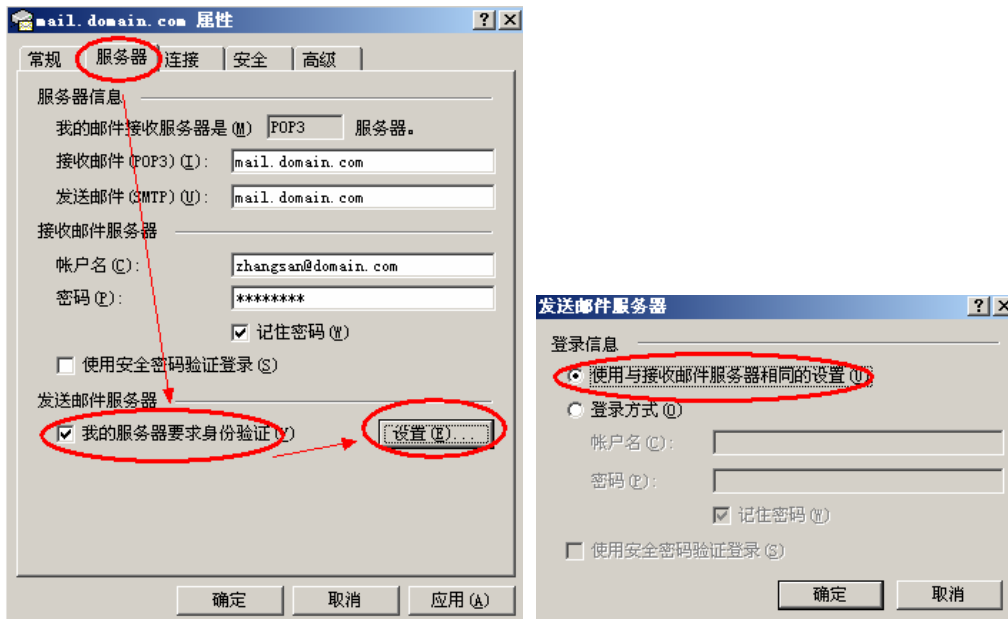 mail.domain.com 属性
常规 服务器 连接 安全 高级
服务器信息
我的邮件接收服务器是(M) POP3 服务器。
接收邮件(POP3)(I): mail.domain.com
发送邮件(SMTP)(U): mail.domain.com
接收邮件服务器
帐户名(C): zhangsan@domain.com
密码(P): ********
记住密码(W)
使用安全密码验证登录(S)
发送邮件服务器
我的服务器要求身份验证(V) 设置(E)...
确定 取消 应用(A)
发送邮件服务器
登录信息
使用与接收邮件服务器相同的设置(U)
登录方式(O)
帐户名(C):
密码(P):
记住密码(W)
使用安全密码验证登录(S)
确定 取消